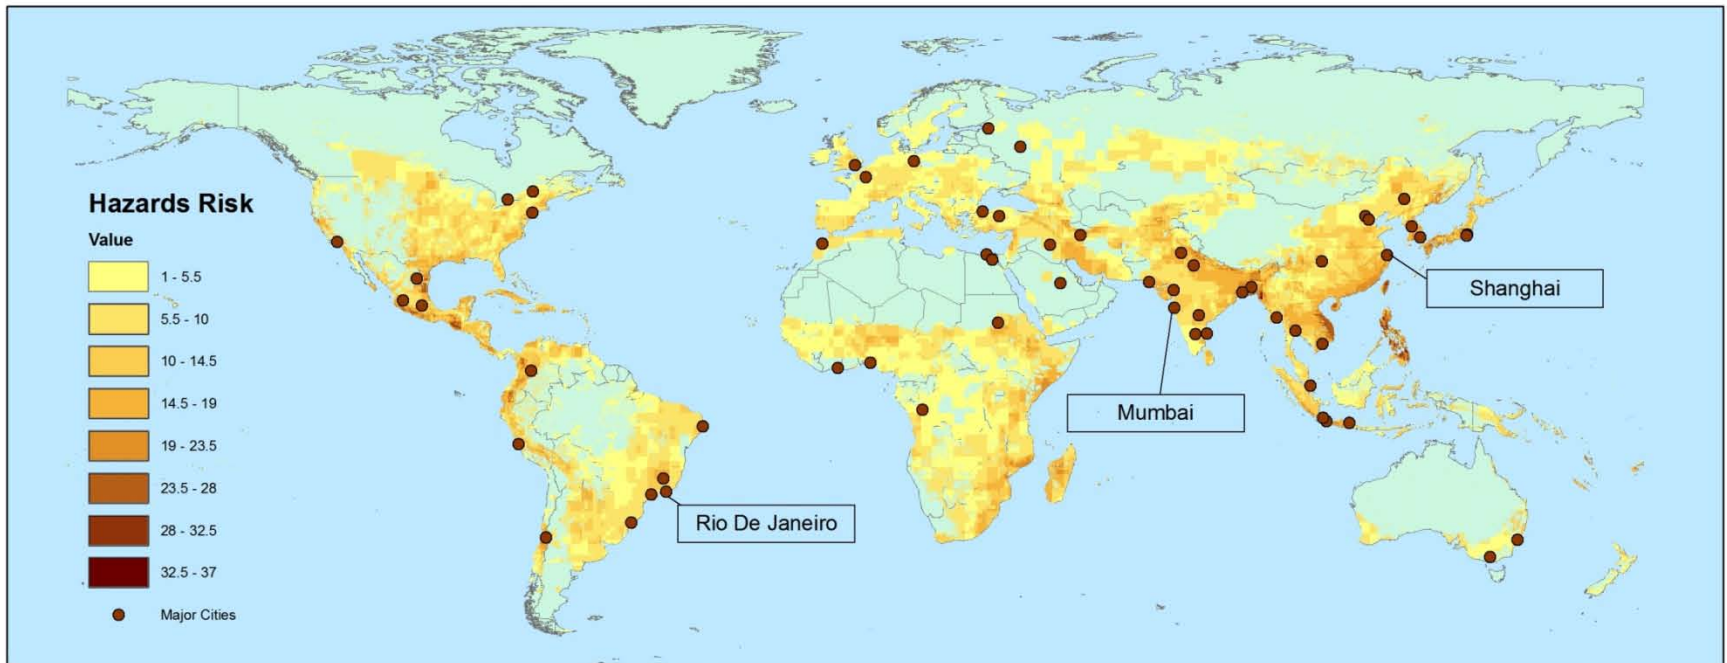 Hazards Risk
Value
1 - 5.5
5.5 - 10
10 - 14.5
14.5 - 19
19 - 23.5
23.5 - 28
28 - 32.5
32.5 - 37
Major Cities
Shanghai
Mumbai
Rio De Janeiro